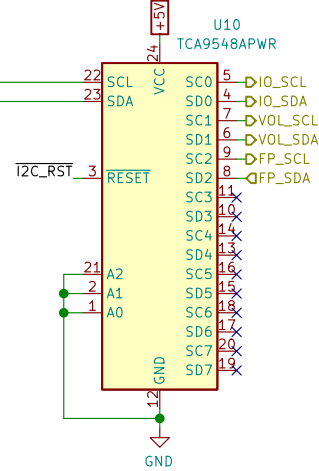 +5V
U10
TCA9548APWR
24
VCC
22 SCL SC0 5 IO_SCL
23 SDA SD0 4 IO_SDA
SC1 7 VOL_SCL
SD1 6 VOL_SDA
SC2 9 FP_SCL
I2C_RST 3 RESET SD2 8 FP_SDA
SC3 11
SD3 10
SC4 14
SD4 13
21 A2 SC5 16
2 A1 SD5 15
1 A0 SC6 18
SD6 17
SC7 20
SD7 19
GND
12
GND